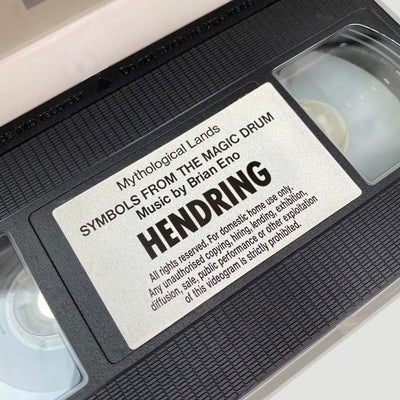 Mythological Lands
SYMBOLS FROM THE MAGIC DRUM
Music by Brian Eno
HENDRING
All rights reserved. For domestic home use only.
Any unauthorised copying, hiring, lending, exhibition,
diffusion, sale, public performance or other exploitation
of this videogram is strictly prohibited.